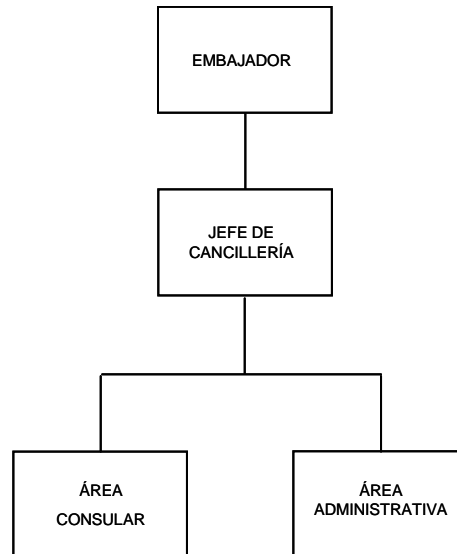 EMBAJADOR
JEFE DE
CANCILLERÍA
ÁREA
CONSULAR
ÁREA
ADMINISTRATIVA